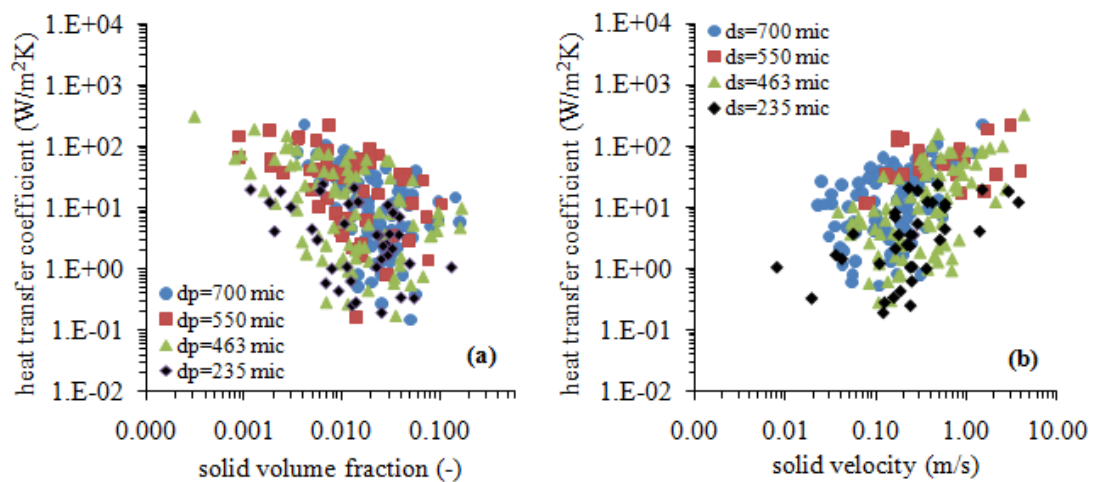 heat transfer coefficient (W/m²K)
1.E+04
1.E+03
1.E+02
1.E+01
1.E+00
1.E-01
1.E-02
dp=700 mic
dp=550 mic
dp=463 mic
dp=235 mic
(a)
0.000 0.001 0.010 0.100
solid volume fraction (-)
heat transfer coefficient (W/m²K)
1.E+04
1.E+03
1.E+02
1.E+01
1.E+00
1.E-01
1.E-02
ds=700 mic
ds=550 mic
ds=463 mic
ds=235 mic
(b)
0.00 0.01 0.10 1.00 10.00
solid velocity (m/s)